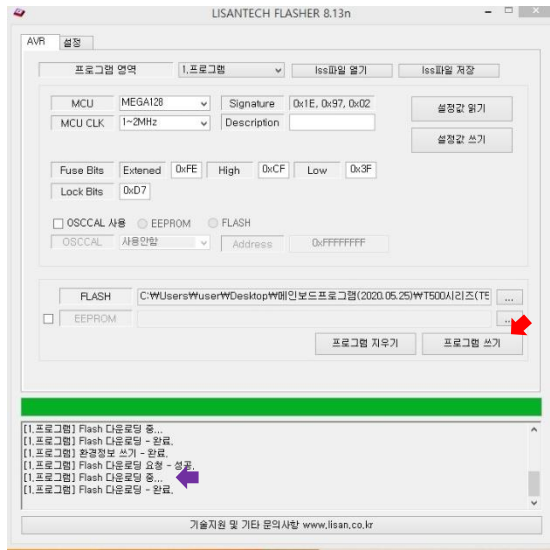 LISANTECH FLASHER 8.13n
AVR 설정
프로그램 영역 1.프로그램 lss파일 열기 lss파일 저장
MCU MEGA128 Signature 0x1E, 0x97, 0x02 설정값 읽기
MCU CLK 1~2MHz Description
설정값 쓰기
Fuse Bits Extened 0xFE High 0xCF Low 0x3F
Lock Bits 0xD7
OSCCAL 사용 EEPROM FLASH
OSCCAL 사용안함 Address 0xFFFFFFFF
FLASH C:₩Users₩user₩Desktop₩메인보드프로그램(2020.05.25)₩T500시리즈(TE ...
EEPROM ...
프로그램 지우기 프로그램 쓰기
[1.프로그램] Flash 다운로딩 중...
[1.프로그램] Flash 다운로딩 - 완료.
[1.프로그램] 환경정보 쓰기 - 완료.
[1.프로그램] Flash 다운로딩 요청 - 성공.
[1.프로그램] Flash 다운로딩 중...
[1.프로그램] Flash 다운로딩 - 완료.
기술지원 및 기타 문의사항 www.lisan.co.kr